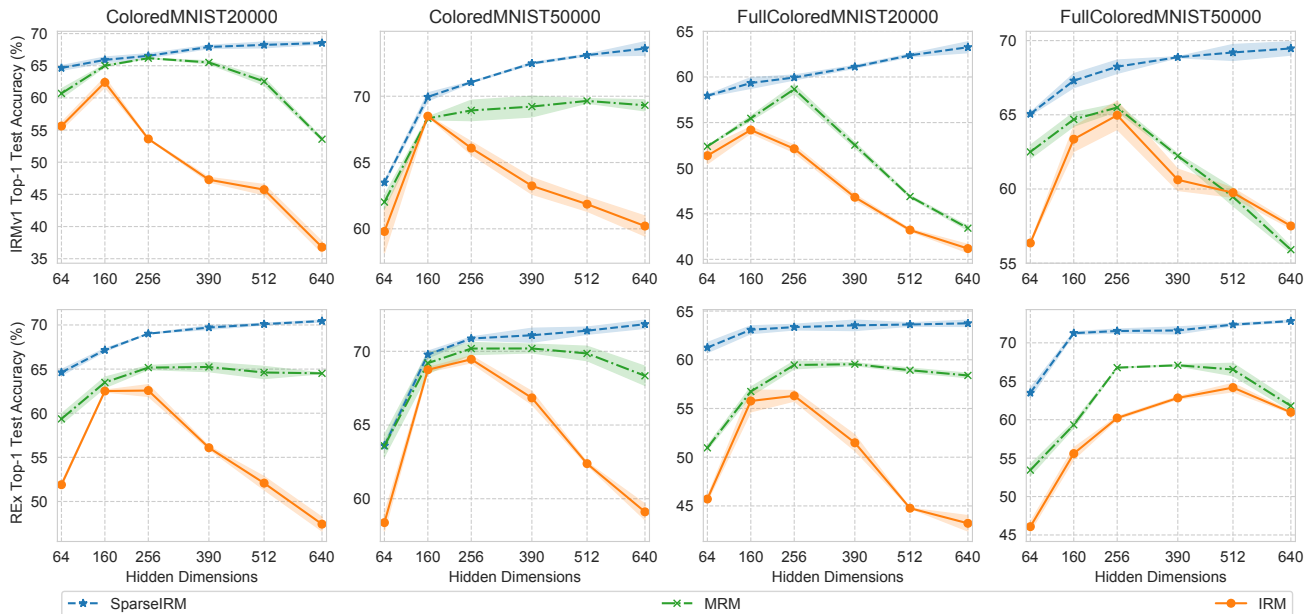 ColoredMNIST20000 ColoredMNIST50000 FullColoredMNIST20000 FullColoredMNIST50000
IRMv1 Top-1 Test Accuracy (%)
70
65
60
55
50
45
40
35
64 160 256 390 512 640
70
65
60
64 160 256 390 512 640
65
60
55
50
45
40
64 160 256 390 512 640
70
65
60
55
64 160 256 390 512 640
REx Top-1 Test Accuracy (%)
70
65
60
55
50
64 160 256 390 512 640
Hidden Dimensions
70
65
60
64 160 256 390 512 640
Hidden Dimensions
65
60
55
50
45
64 160 256 390 512 640
Hidden Dimensions
70
65
60
55
50
45
64 160 256 390 512 640
Hidden Dimensions
SparseIRM MRM IRM